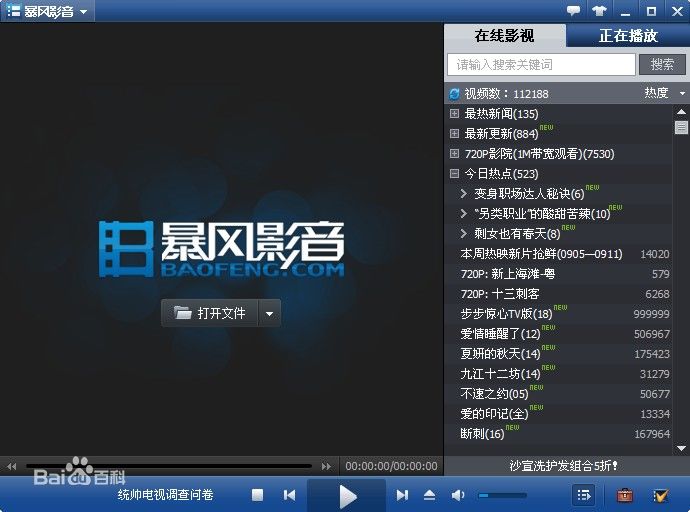 暴风影音
在线影视 正在播放
请输入搜索关键词 搜索
视频数：112188 热度
最热新闻(135)
最新更新(884) NEW
720P影院(1M带宽观看)(7530)
今日热点(523)
变身职场达人秘诀(6) NEW
“另类职业”的酸甜苦辣(10) NEW
剩女也有春天(8) NEW
本周热映新片抢鲜(0905—0911) 14020
720P: 新上海滩-粤 579
720P: 十三刺客 6268
步步惊心TV版(18) NEW 999999
爱情睡醒了(12) NEW 506967
夏妍的秋天(14) NEW 175423
九江十二坊(14) NEW 31279
不速之约(05) NEW 50677
爱的印记(全) NEW 13334
断刺(16) NEW 167964
暴风影音
BAOFENG.COM
打开文件
00:00:00/00:00:00
沙宣洗护发组合5折!
Baidu百科
统帅电视调查问卷